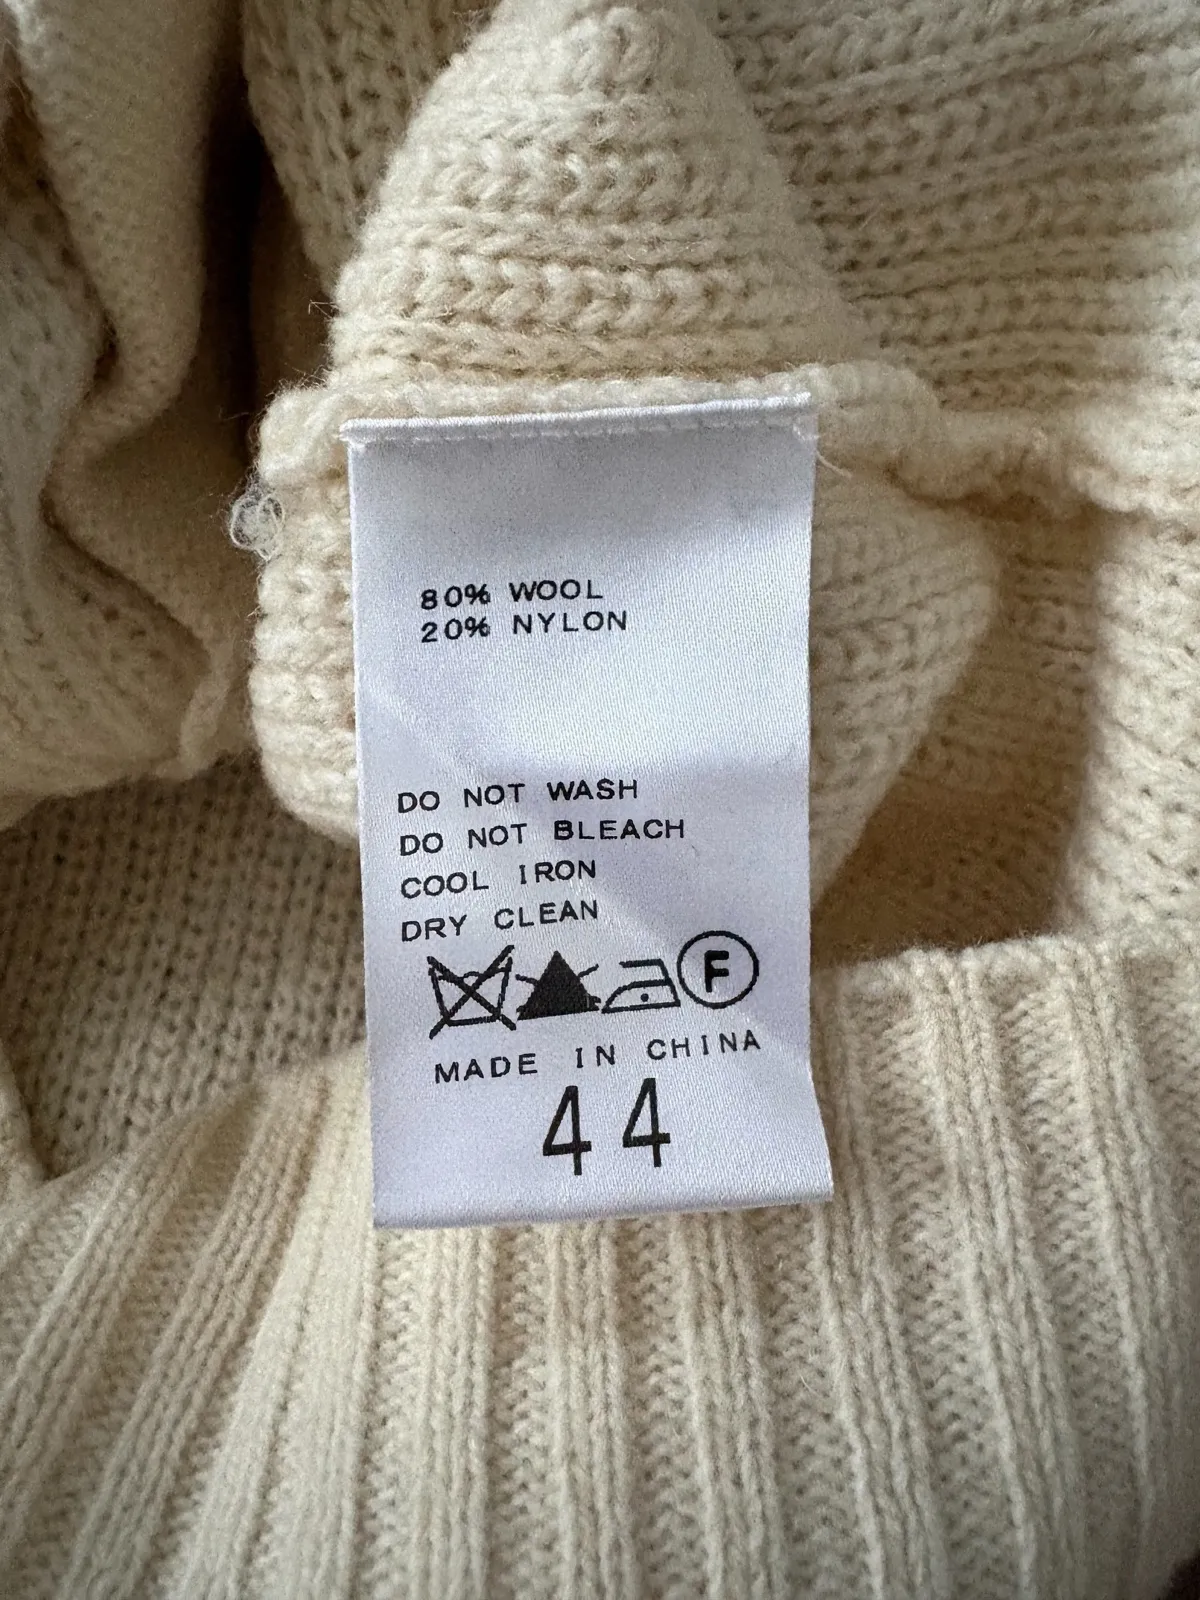 80% WOOL
20% NYLON
DO NOT WASH
DO NOT BLEACH
COOL IRON
DRY CLEAN
F
MADE IN CHINA
44